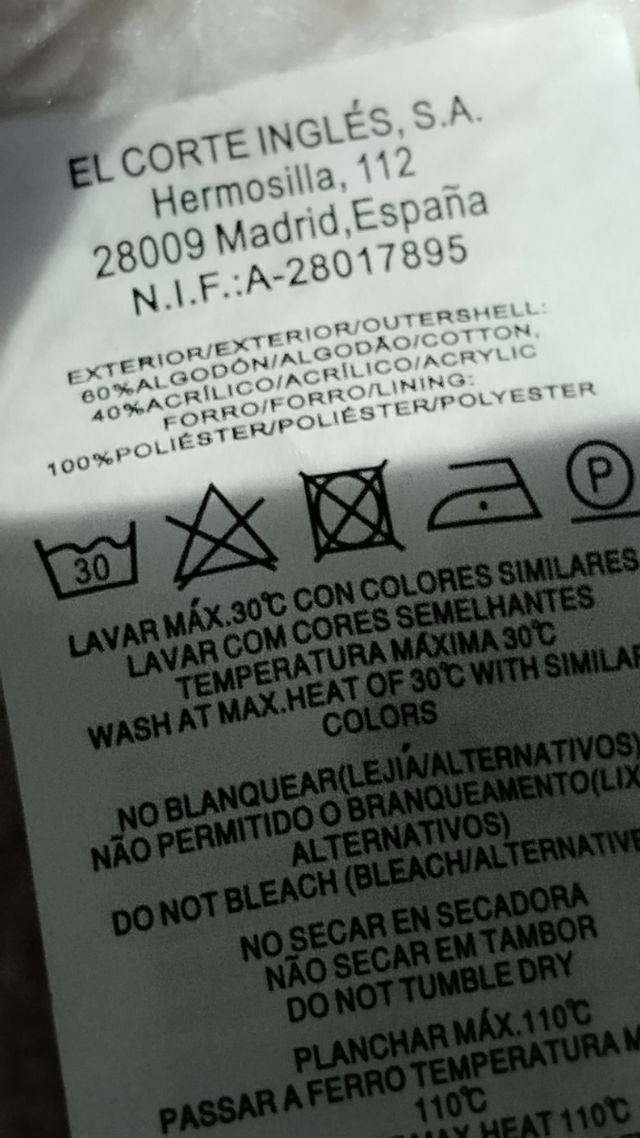 EL CORTE INGLÉS, S.A.
Hermosilla, 112
28009 Madrid,España
N.I.F.:A-28017895
EXTERIOR/EXTERIOR/OUTERSHELL:
60%ALGODÓN/ALGODÃO/COTTON,
40%ACRÍLICO/ACRÍLICO/ACRYLIC
FORRO/FORRO/LINING:
100%POLIÉSTER/POLIÉSTER/POLYESTER
30
P
LAVAR MÁX.30℃ CON COLORES SIMILARES
LAVAR COM CORES SEMELHANTES
TEMPERATURA MÁXIMA 30℃
WASH AT MAX.HEAT OF 30℃ WITH SIMILAR
COLORS
NO BLANQUEAR(LEJÍA/ALTERNATIVOS)
NÃO PERMITIDO O BRANQUEAMENTO(LIX
ALTERNATIVOS)
DO NOT BLEACH (BLEACH/ALTERNATIVE
NO SECAR EN SECADORA
NÃO SECAR EM TAMBOR
DO NOT TUMBLE DRY
PLANCHAR MÁX.110℃
PASSAR A FERRO TEMPERATURA M
110℃
HEAT 110℃